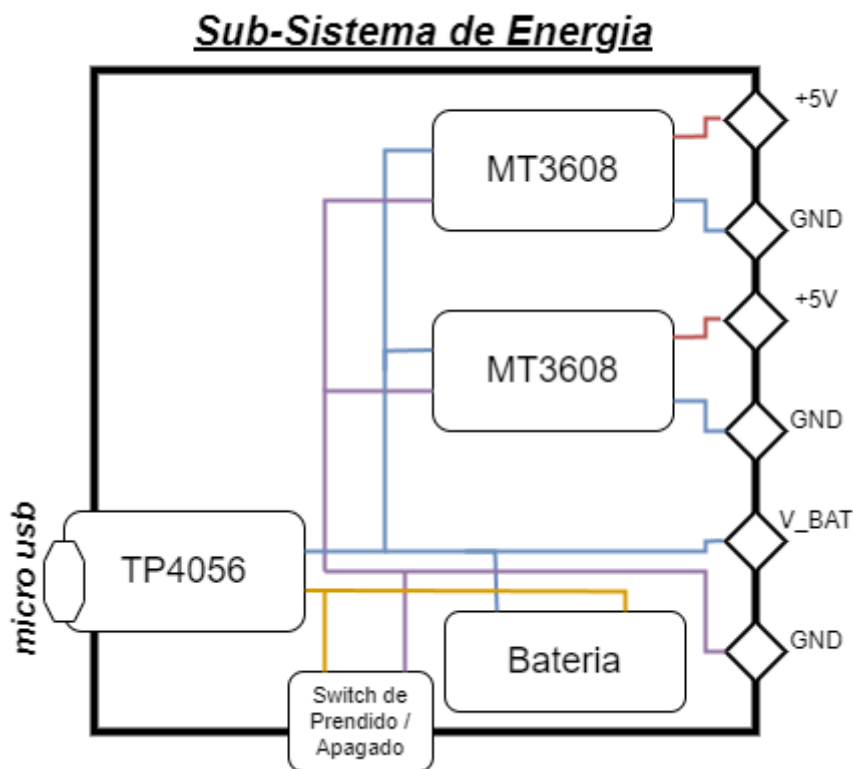 Sub-Sistema de Energia
+5V
MT3608
GND
+5V
MT3608
GND
V_BAT
micro usb
TP4056
GND
Bateria
Switch de
Prendido /
Apagado